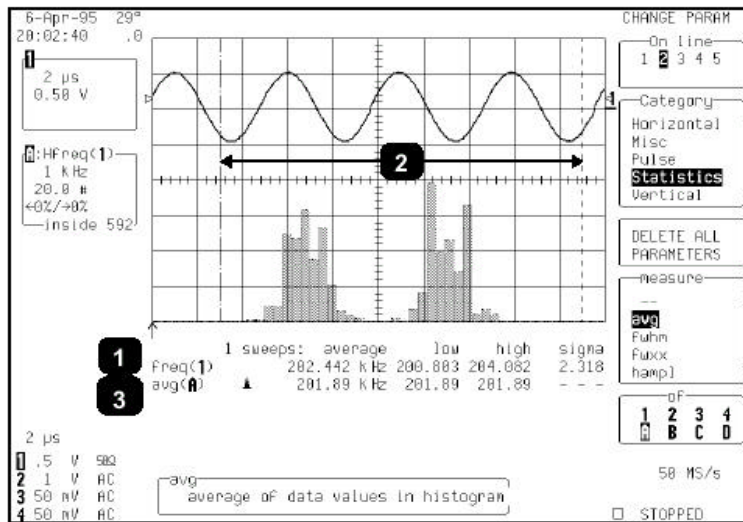 6-Apr-95 29°
20:02:40 .0
1
2 µs
0.50 V
A:Hfreq(1)
1 kHz
20.0 #
←0%/→0%
inside 592
1
2
CHANGE PARAM
On line
1 2 3 4 5
Category
Horizontal
Misc
Pulse
Statistics
Vertical
DELETE ALL
PARAMETERS
measure
---
avg
fwhm
fwxx
hampl
of
1 2 3 4
A B C D
50 MS/s
□ STOPPED
1 sweeps: average low high sigma
1
freq(1) 202.442 kHz 200.803 204.082 2.318
3
avg(A) 201.89 kHz 201.89 201.89 - - -
2 µs
1 .5 V 50Ω
2 1 V AC
3 50 mV AC
4 50 mV AC
avg
average of data values in histogram